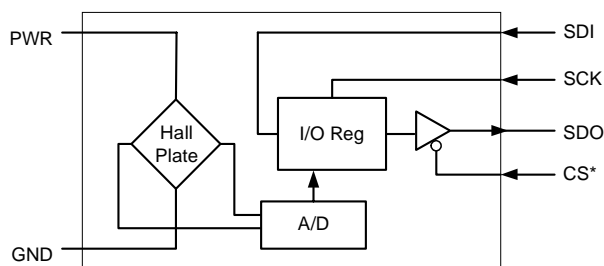 PWR
SDI
SCK
Hall
Plate
I/O Reg
SDO
CS*
A/D
GND